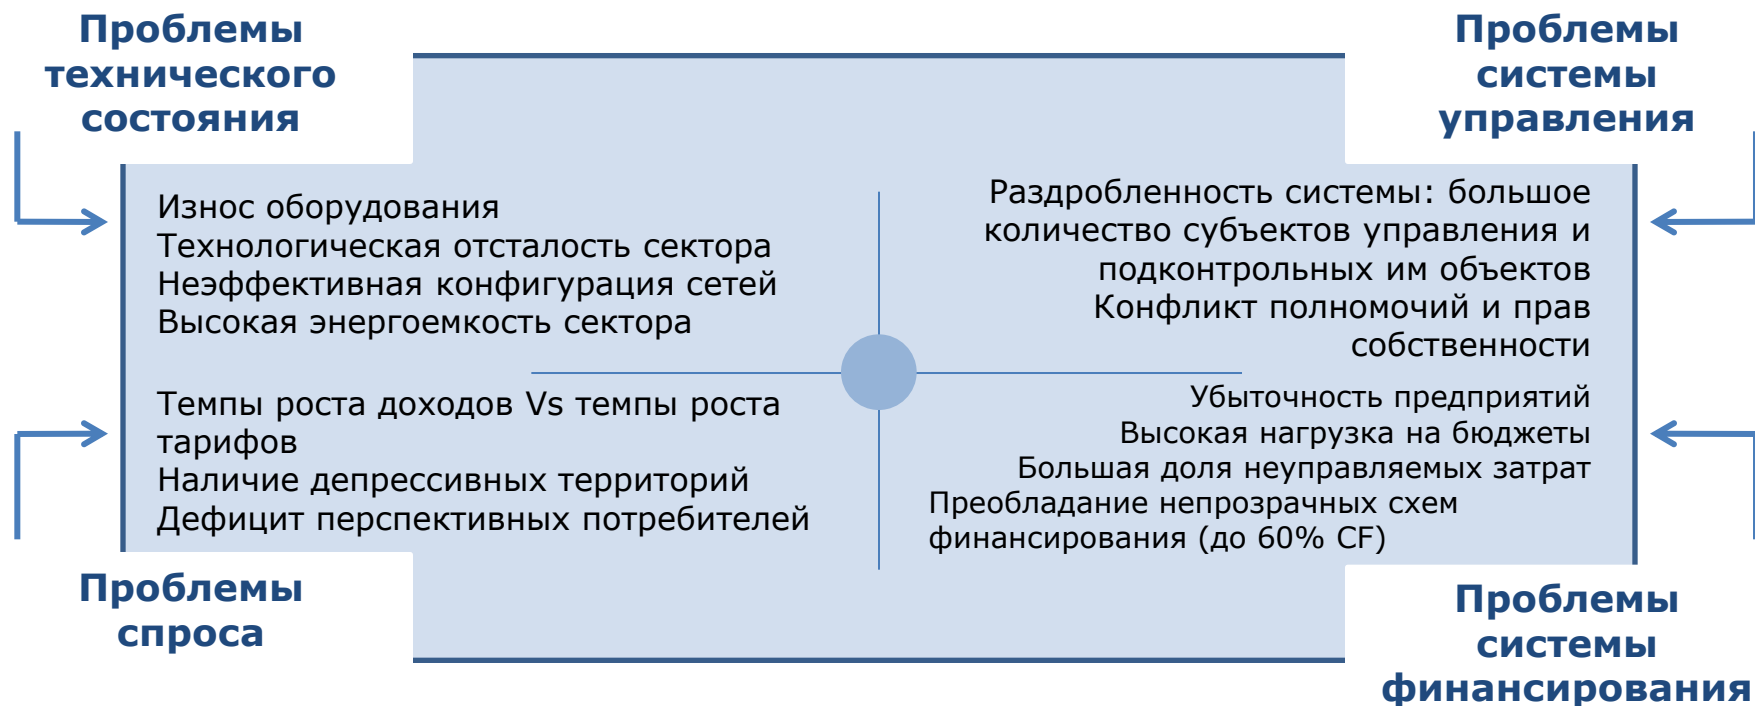 Проблемы
технического
состояния
Проблемы
системы
управления
Износ оборудования
Технологическая отсталость сектора
Неэффективная конфигурация сетей
Высокая энергоемкость сектора
Раздробленность системы: большое
количество субъектов управления и
подконтрольных им объектов
Конфликт полномочий и прав
собственности
Темпы роста доходов Vs темпы роста
тарифов
Наличие депрессивных территорий
Дефицит перспективных потребителей
Убыточность предприятий
Высокая нагрузка на бюджеты
Большая доля неуправляемых затрат
Преобладание непрозрачных схем
финансирования (до 60% CF)
Проблемы
спроса
Проблемы
системы
финансирования